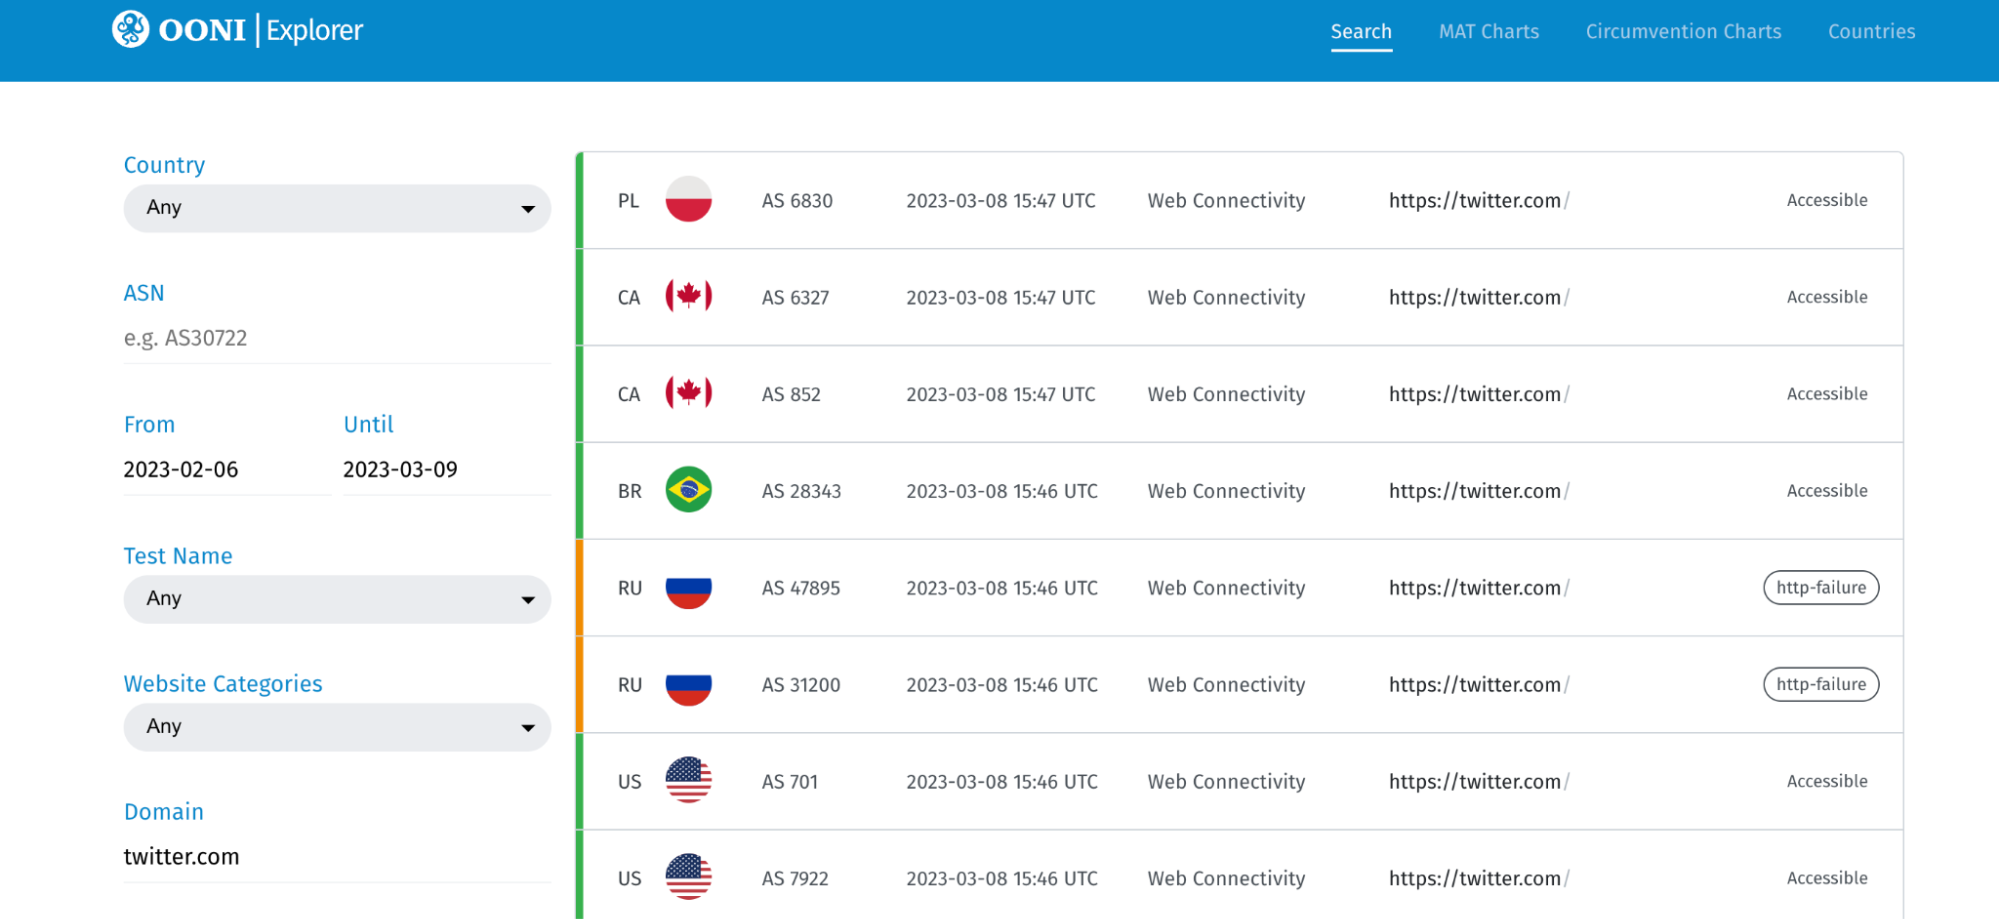 OONI | Explorer
Search MAT Charts Circumvention Charts Countries
Country
Any
ASN
e.g. AS30722
From Until
2023-02-06 2023-03-09
Test Name
Any
Website Categories
Any
Domain
twitter.com
PL AS 6830 2023-03-08 15:47 UTC Web Connectivity https://twitter.com/ Accessible
CA AS 6327 2023-03-08 15:47 UTC Web Connectivity https://twitter.com/ Accessible
CA AS 852 2023-03-08 15:47 UTC Web Connectivity https://twitter.com/ Accessible
BR AS 28343 2023-03-08 15:46 UTC Web Connectivity https://twitter.com/ Accessible
RU AS 47895 2023-03-08 15:46 UTC Web Connectivity https://twitter.com/ http-failure
RU AS 31200 2023-03-08 15:46 UTC Web Connectivity https://twitter.com/ http-failure
US AS 701 2023-03-08 15:46 UTC Web Connectivity https://twitter.com/ Accessible
US AS 7922 2023-03-08 15:46 UTC Web Connectivity https://twitter.com/ Accessible